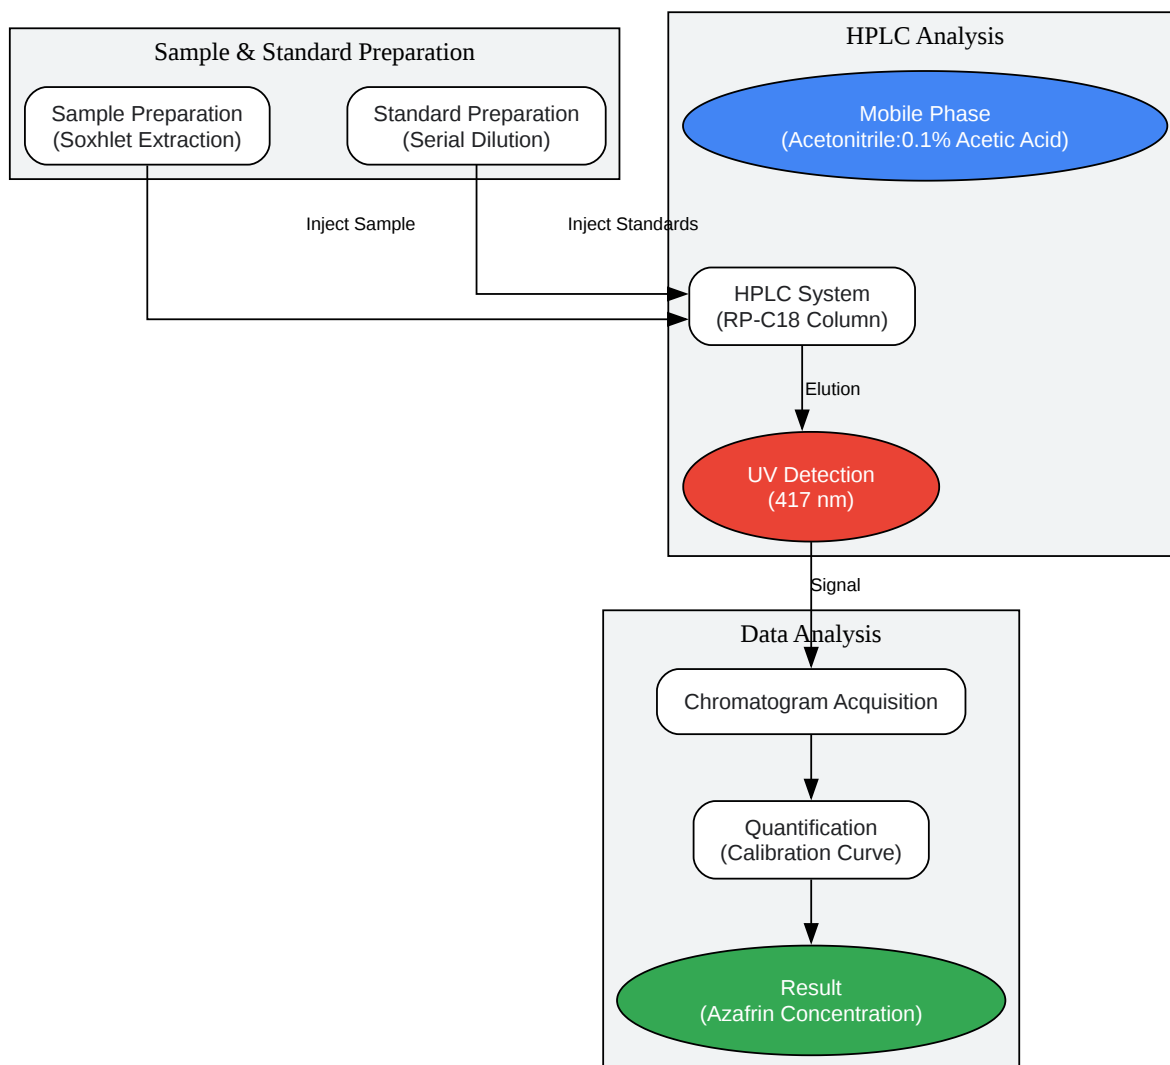 Sample & Standard Preparation
Sample Preparation
(Soxhlet Extraction)
Standard Preparation
(Serial Dilution)
HPLC Analysis
Mobile Phase
(Acetonitrile:0.1% Acetic Acid)
Inject Sample
Inject Standards
HPLC System
(RP-C18 Column)
Elution
UV Detection
(417 nm)
Signal
Data Analysis
Chromatogram Acquisition
Quantification
(Calibration Curve)
Result
(Azafrin Concentration)